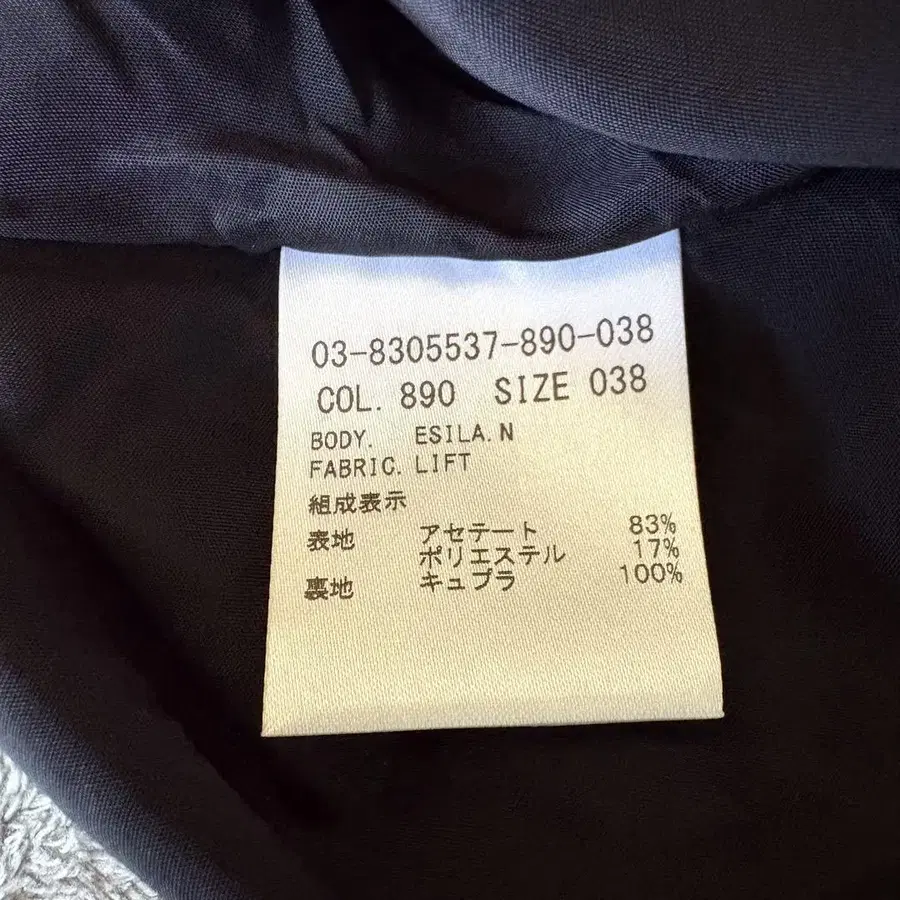 03-8305537-890-038
COL. 890 SIZE 038
BODY. ESILA.N
FABRIC. LIFT
組成表示
表地 アセテート 83%
ポリエステル 17%
裏地 キュプラ 100%